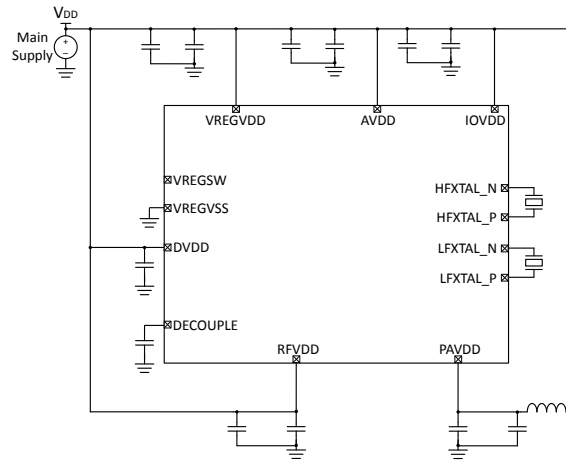 VDD
Main
Supply
+
–
VREGVDD
AVDD
IOVDD
VREGSW
VREGVSS
DVDD
DECOUPLE
HFXTAL_N
HFXTAL_P
LFXTAL_N
LFXTAL_P
RFVDD
PAVDD